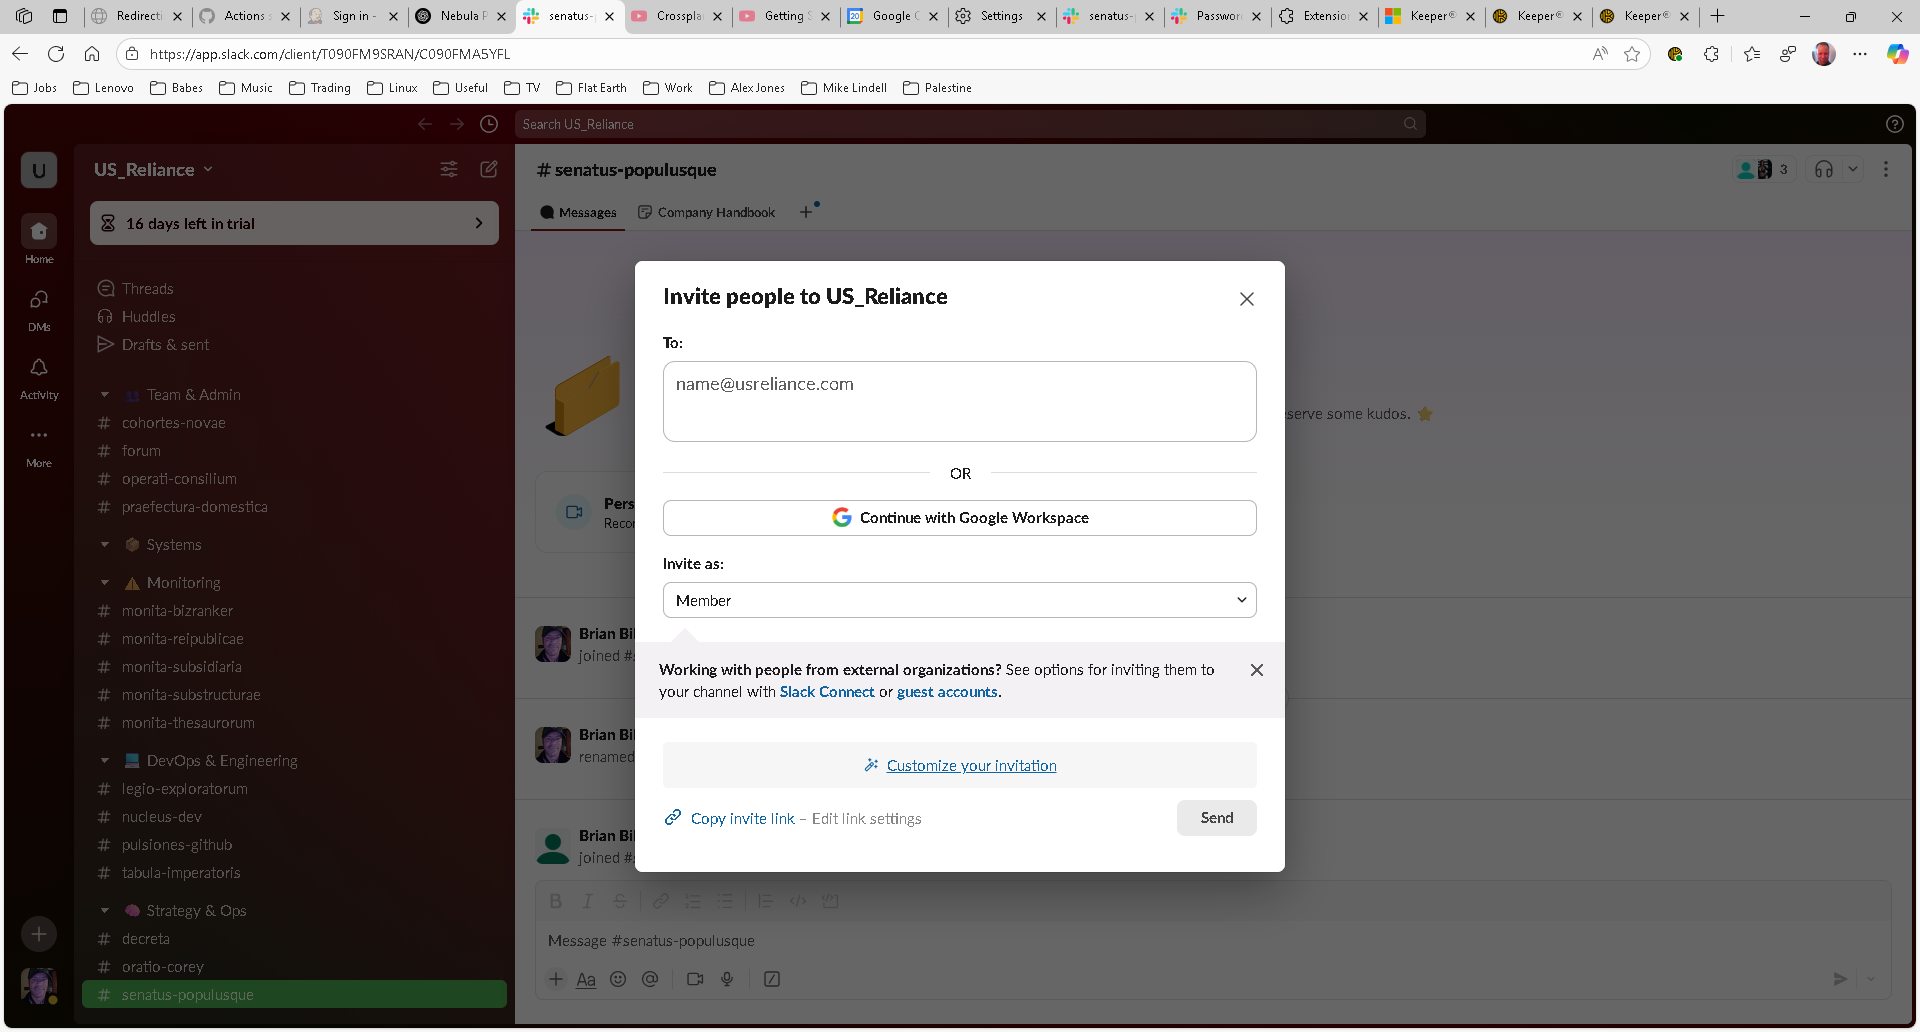 Redirecti
Actions s
Sign in -
Nebula P
senatus-p
Crosspla
Getting S
Google C
Settings
senatus-p
Passwor
Extension
Keeper®
Keeper®
Keeper®
https://app.slack.com/client/T090FM9SRAN/C090FMA5YFL
Jobs
Lenovo
Babes
Music
Trading
Linux
Useful
TV
Flat Earth
Work
Alex Jones
Mike Lindell
Palestine
Search US_Reliance
U
US_Reliance
16 days left in trial
Home
DMs
Activity
More
Threads
Huddles
Drafts & sent
Team & Admin
# cohortes-novae
# forum
# operati-consilium
# praefectura-domestica
Systems
Monitoring
# monita-bizranker
# monita-reipublicae
# monita-subsidiaria
# monita-substructurae
# monita-thesaurorum
DevOps & Engineering
# legio-exploratorum
# nucleus-dev
# pulsiones-github
# tabula-imperatoris
Strategy & Ops
# decreta
# oratio-corey
# senatus-populusque
# senatus-populusque
3
Messages
Company Handbook
eserve some kudos.
Pers
Recor
Brian Bi
joined #s
Brian Bi
renamed
Brian Bi
joined #s
Invite people to US_Reliance
To:
name@usreliance.com
OR
Continue with Google Workspace
Invite as:
Member
Working with people from external organizations? See options for inviting them to
your channel with Slack Connect or guest accounts.
Customize your invitation
Copy invite link – Edit link settings
Send
Message #senatus-populusque
Aa